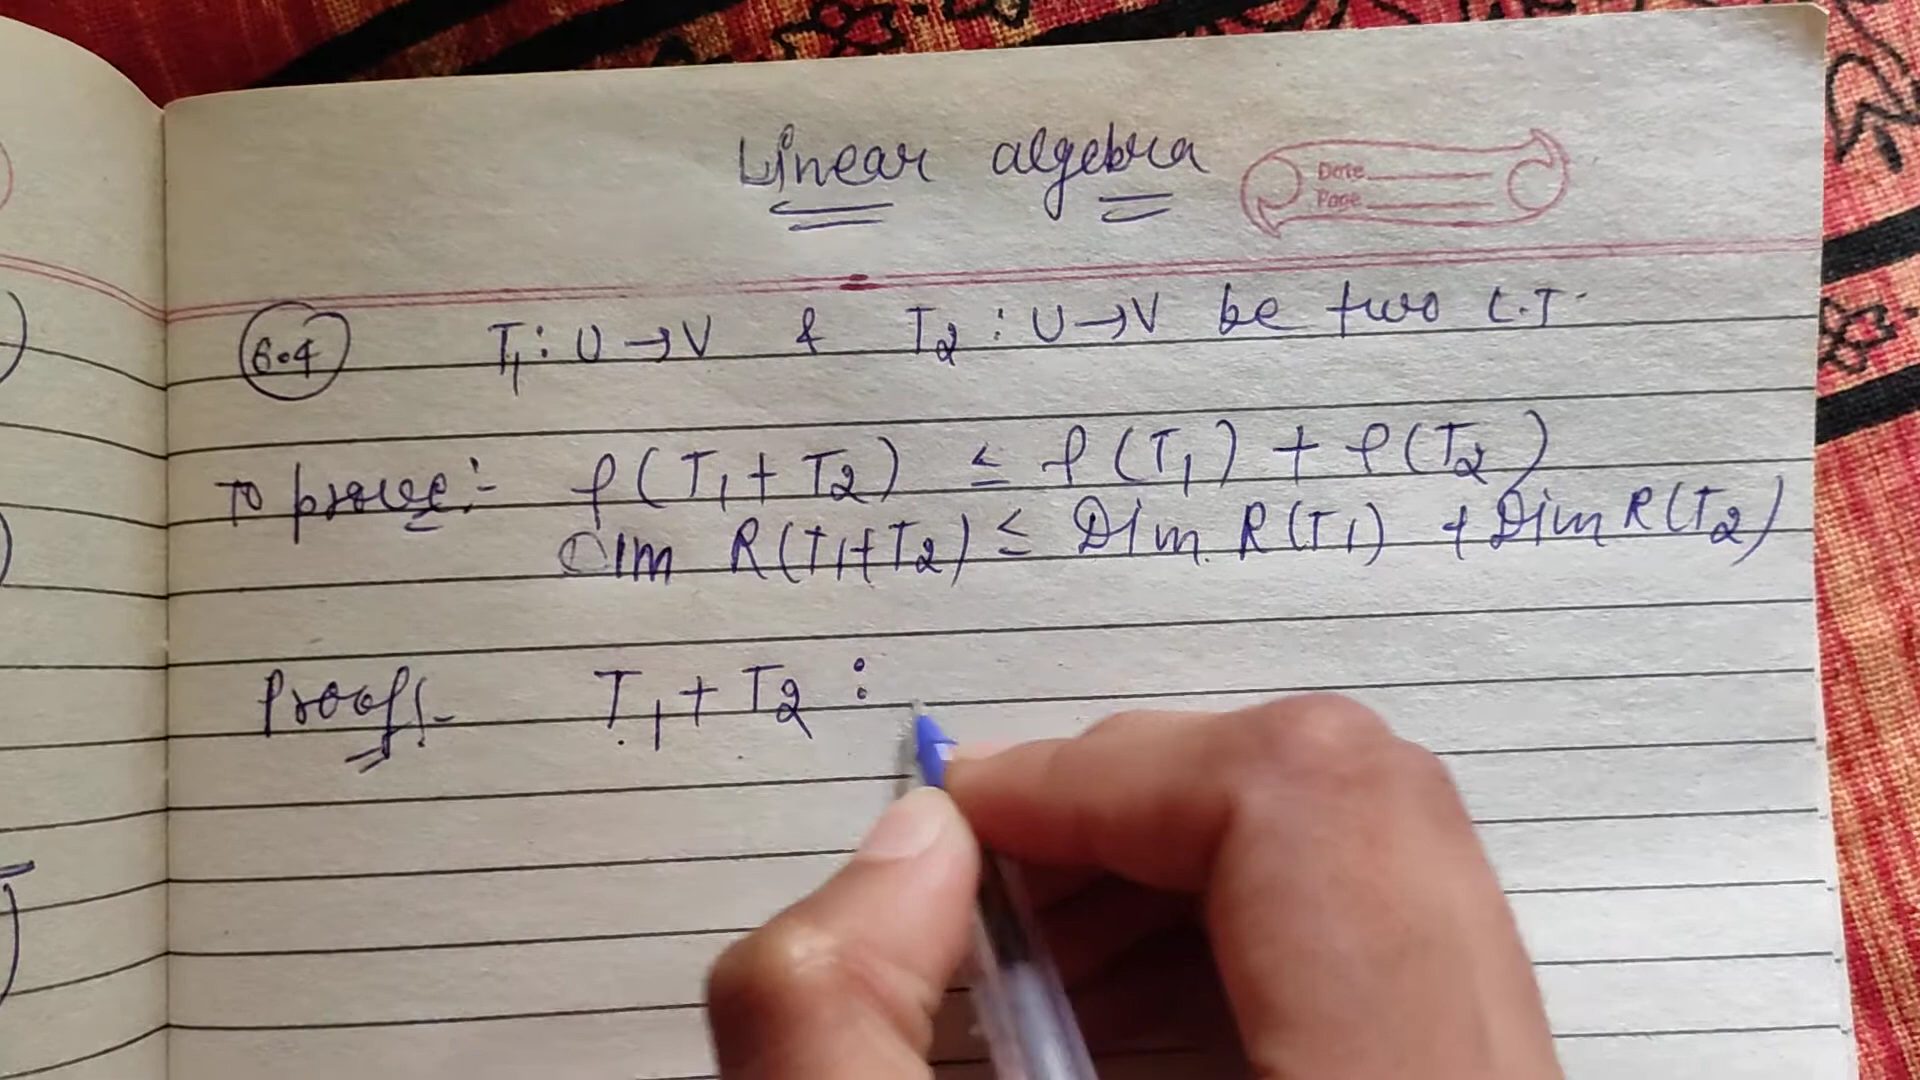 Linear algebra
Date
Page
6.4 T₁ : U → V & T₂ : U → V be two L.T.
To prove:- ρ(T₁ + T₂) ≤ ρ(T₁) + ρ(T₂)
Dim R(T₁+T₂) ≤ Dim R(T₁) + Dim R(T₂)
Proof:- T₁ + T₂ :